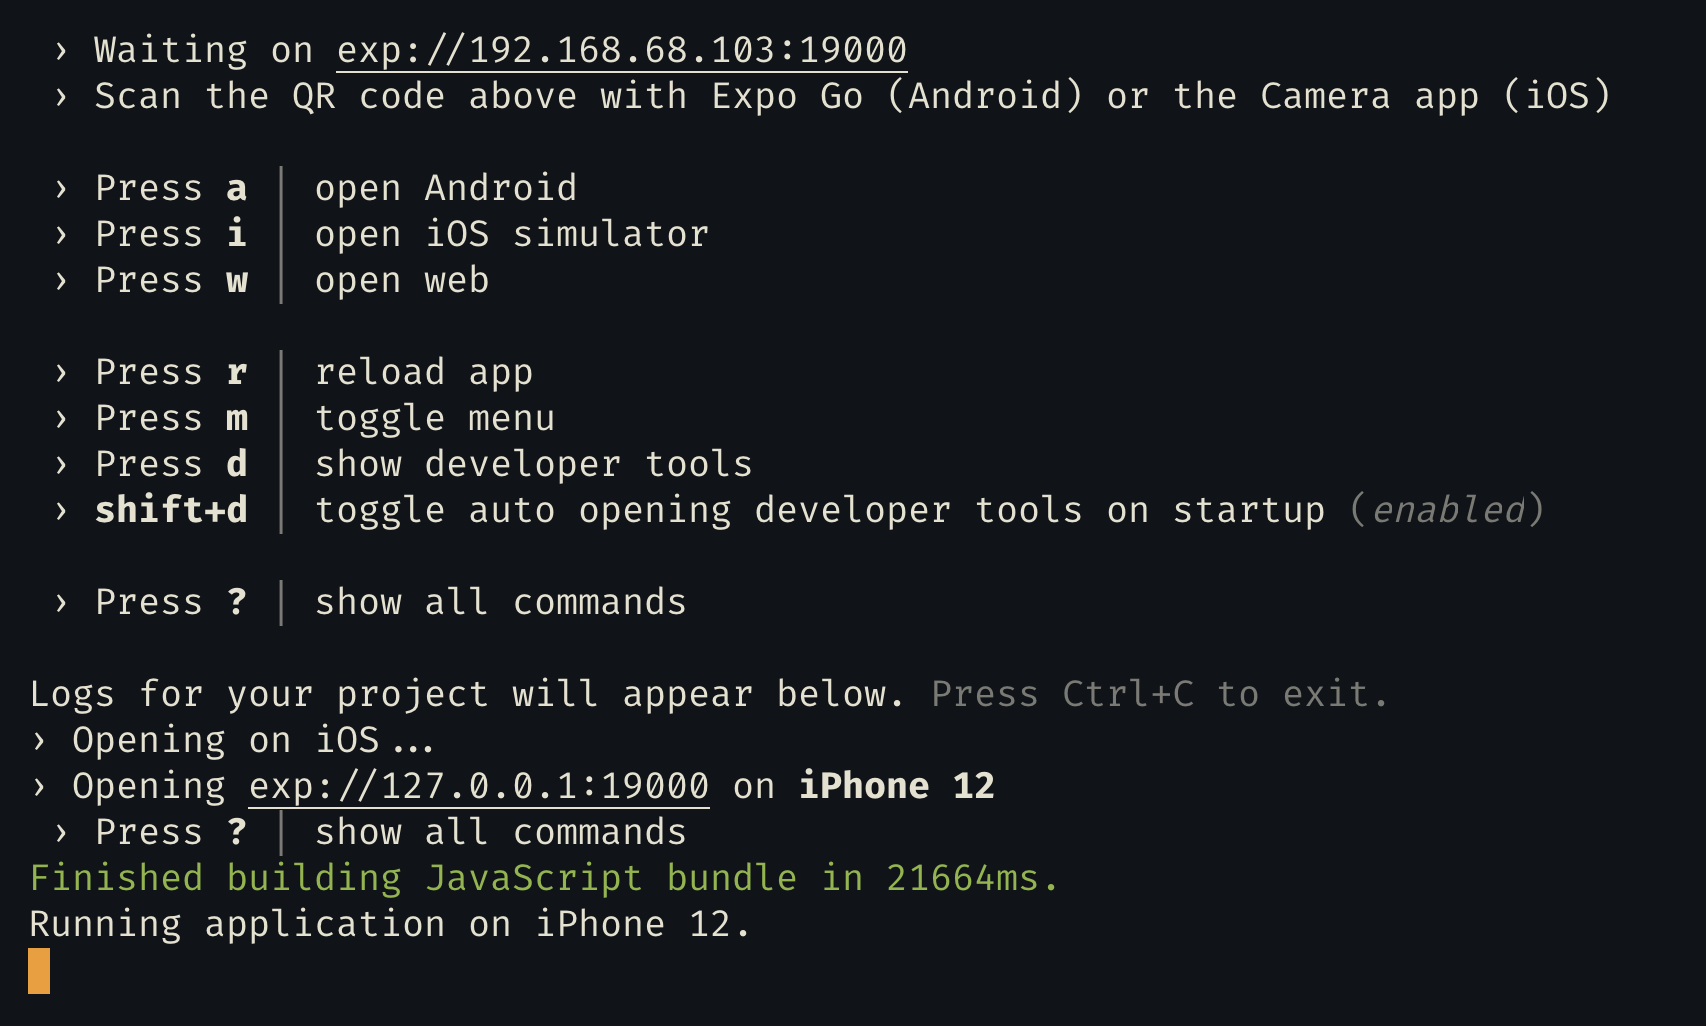 › Waiting on exp://192.168.68.103:19000
› Scan the QR code above with Expo Go (Android) or the Camera app (iOS)
› Press a │ open Android
› Press i │ open iOS simulator
› Press w │ open web
› Press r │ reload app
› Press m │ toggle menu
› Press d │ show developer tools
› shift+d │ toggle auto opening developer tools on startup (enabled)
› Press ? │ show all commands
Logs for your project will appear below. Press Ctrl+C to exit.
› Opening on iOS...
› Opening exp://127.0.0.1:19000 on iPhone 12
› Press ? │ show all commands
Finished building JavaScript bundle in 21664ms.
Running application on iPhone 12.